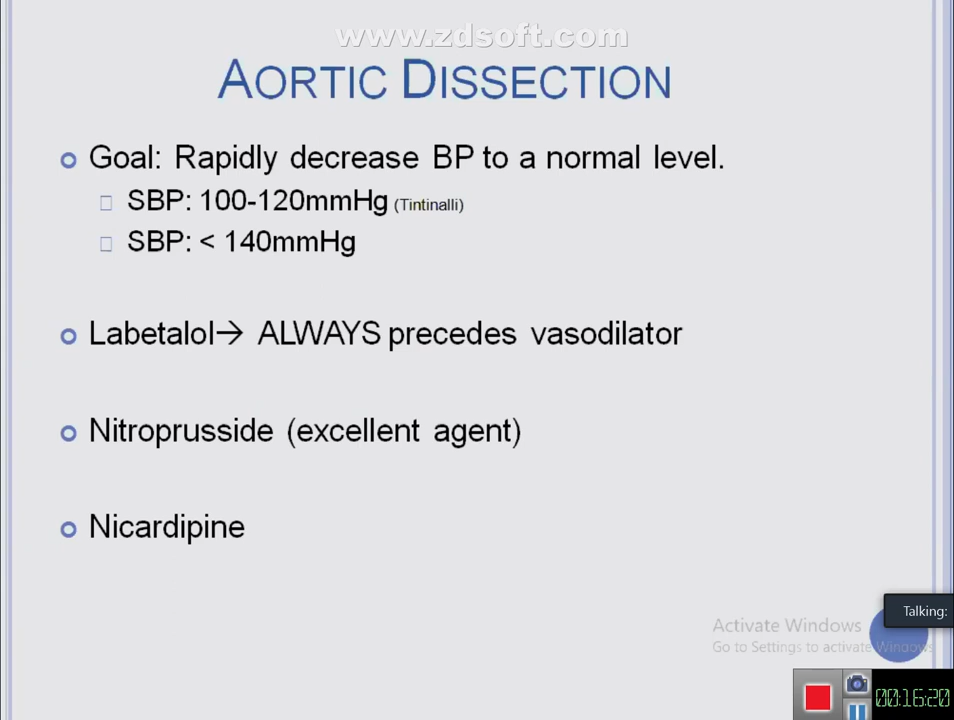 www.zdsoft.com
AORTIC DISSECTION
Goal: Rapidly decrease BP to a normal level.
SBP: 100-120mmHg (Tintinalli)
SBP: < 140mmHg
Labetalol→ ALWAYS precedes vasodilator
Nitroprusside (excellent agent)
Nicardipine
Talking:
Activate Windows
Go to Settings to activate Windows.
00:16:20